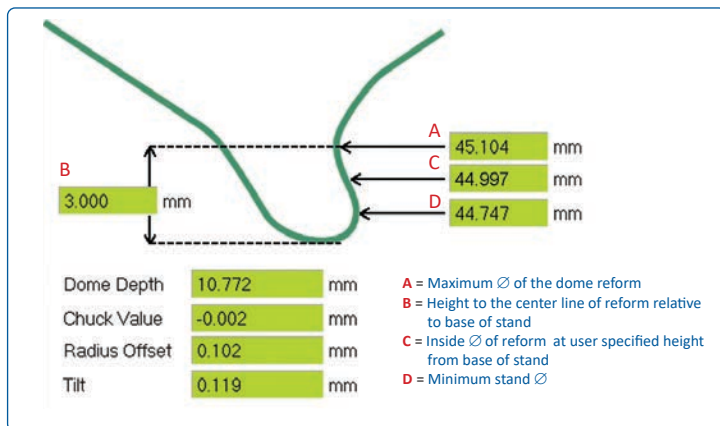 A
45.104 mm
B
C
3.000 mm
44.997 mm
D
44.747 mm
Dome Depth 10.772 mm
Chuck Value -0.002 mm
Radius Offset 0.102 mm
Tilt 0.119 mm
A = Maximum ∅ of the dome reform
B = Height to the center line of reform relative
to base of stand
C = Inside ∅ of reform at user specified height
from base of stand
D = Minimum stand ∅